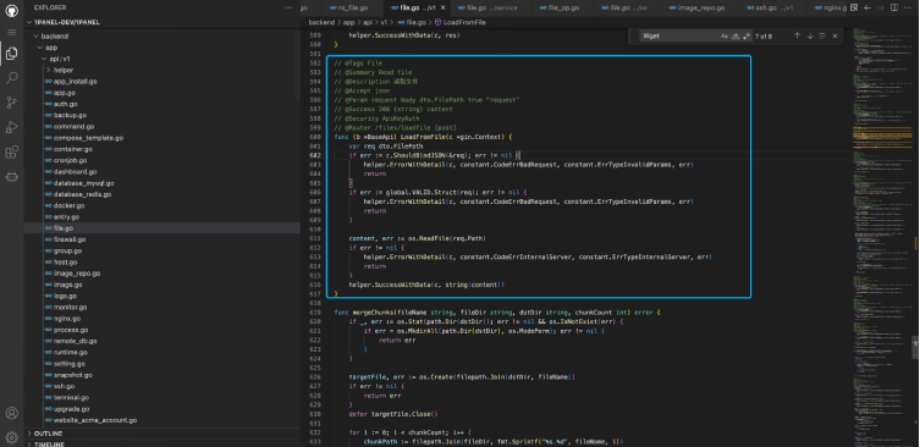 EXPLORER
1PANEL-DEV/1PANEL
backend
app
api/v1
helper
app_install.go
app.go
auth.go
backup.go
command.go
compose_template.go
container.go
cronjob.go
dashboard.go
database_mysql.go
database_redis.go
docker.go
entry.go
file.go
firewall.go
group.go
host.go
image_repo.go
image.go
logs.go
monitor.go
nginx.go
process.go
remote_db.go
runtime.go
setting.go
snapshot.go
ssh.go
terminal.go
upgrade.go
website_acme_account.go
OUTLINE
TIMELINE
go
rs_file.go
file.go .../v1
file.go .../service
file_op.go
file.go .../os
image_repo.go
ssh.go .../v1
nginx.g
backend > app > api > v1 > file.go > LoadFromFile
Wget
Aa
? of 8
589 helper.SuccessWithData(c, res)
590 }
591
592 // @Tags File
593 // @Summary Read file
594 // @Description 读取文件
595 // @Accept json
596 // @Param request body dto.FilePath true "request"
597 // @Success 200 {string} content
598 // @Security ApiKeyAuth
599 // @Router /files/loadfile [post]
600 func (b *BaseApi) LoadFromFile(c *gin.Context) {
601 var req dto.FilePath
602 if err := c.ShouldBindJSON(&req); err != nil {
603 helper.ErrorWithDetail(c, constant.CodeErrBadRequest, constant.ErrTypeInvalidParams, err)
604 return
605 }
606 if err := global.VALID.Struct(req); err != nil {
607 helper.ErrorWithDetail(c, constant.CodeErrBadRequest, constant.ErrTypeInvalidParams, err)
608 return
609 }
610
611 content, err := os.ReadFile(req.Path)
612 if err != nil {
613 helper.ErrorWithDetail(c, constant.CodeErrInternalServer, constant.ErrTypeInternalServer, err)
614 return
615 }
616 helper.SuccessWithData(c, string(content))
617 }
618
619 func mergeChunks(fileName string, fileDir string, dstDir string, chunkCount int) error {
620 if _, err := os.Stat(path.Dir(dstDir)); err != nil && os.IsNotExist(err) {
621 if err = os.MkdirAll(path.Dir(dstDir), os.ModePerm); err != nil {
622 return err
623 }
624 }
625
626 targetFile, err := os.Create(filepath.Join(dstDir, fileName))
627 if err != nil {
628 return err
629 }
630 defer targetFile.Close()
631
632 for i := 0; i < chunkCount; i++ {
633 chunkPath := filepath.Join(fileDir, fmt.Sprintf("%s.%d", fileName, i))